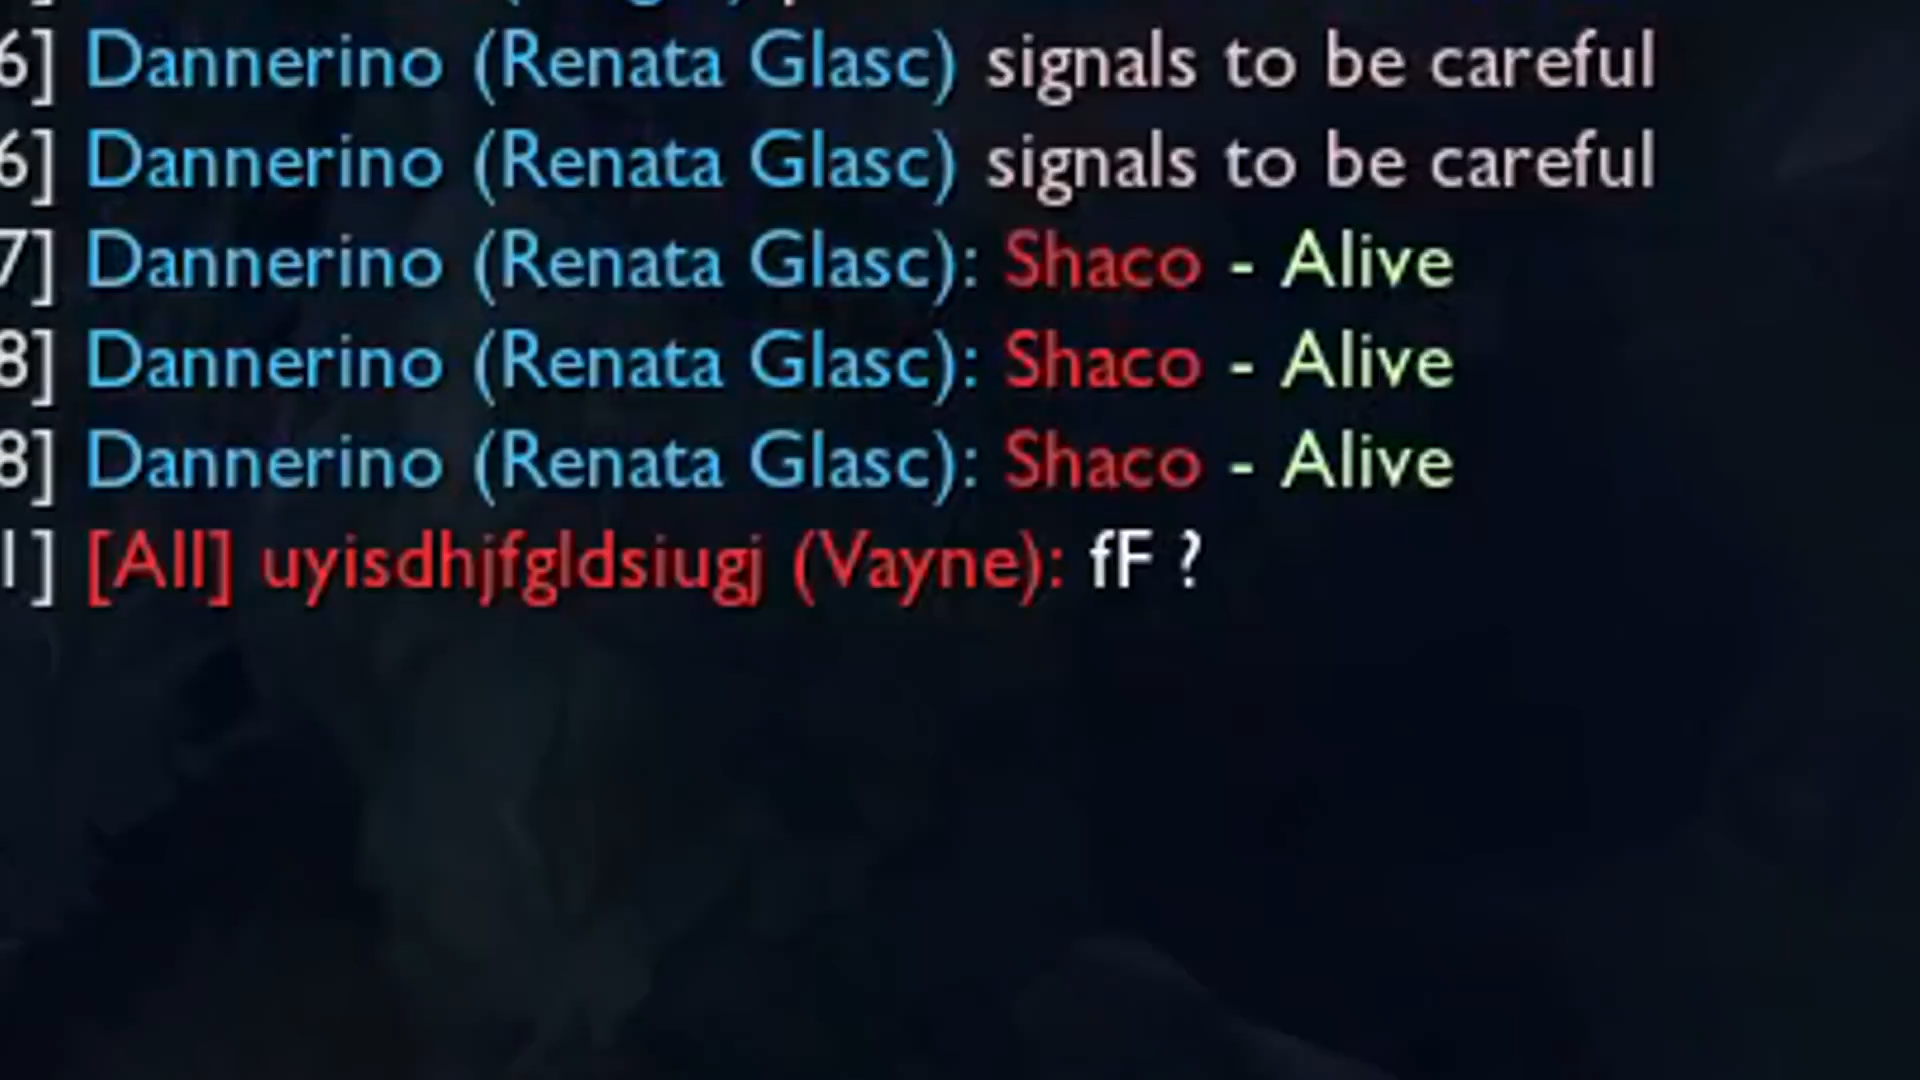 6] Dannerino (Renata Glasc) signals to be careful
6] Dannerino (Renata Glasc) signals to be careful
7] Dannerino (Renata Glasc): Shaco - Alive
8] Dannerino (Renata Glasc): Shaco - Alive
8] Dannerino (Renata Glasc): Shaco - Alive
1] [All] uyisdhjfgldsiugj (Vayne): fF ?